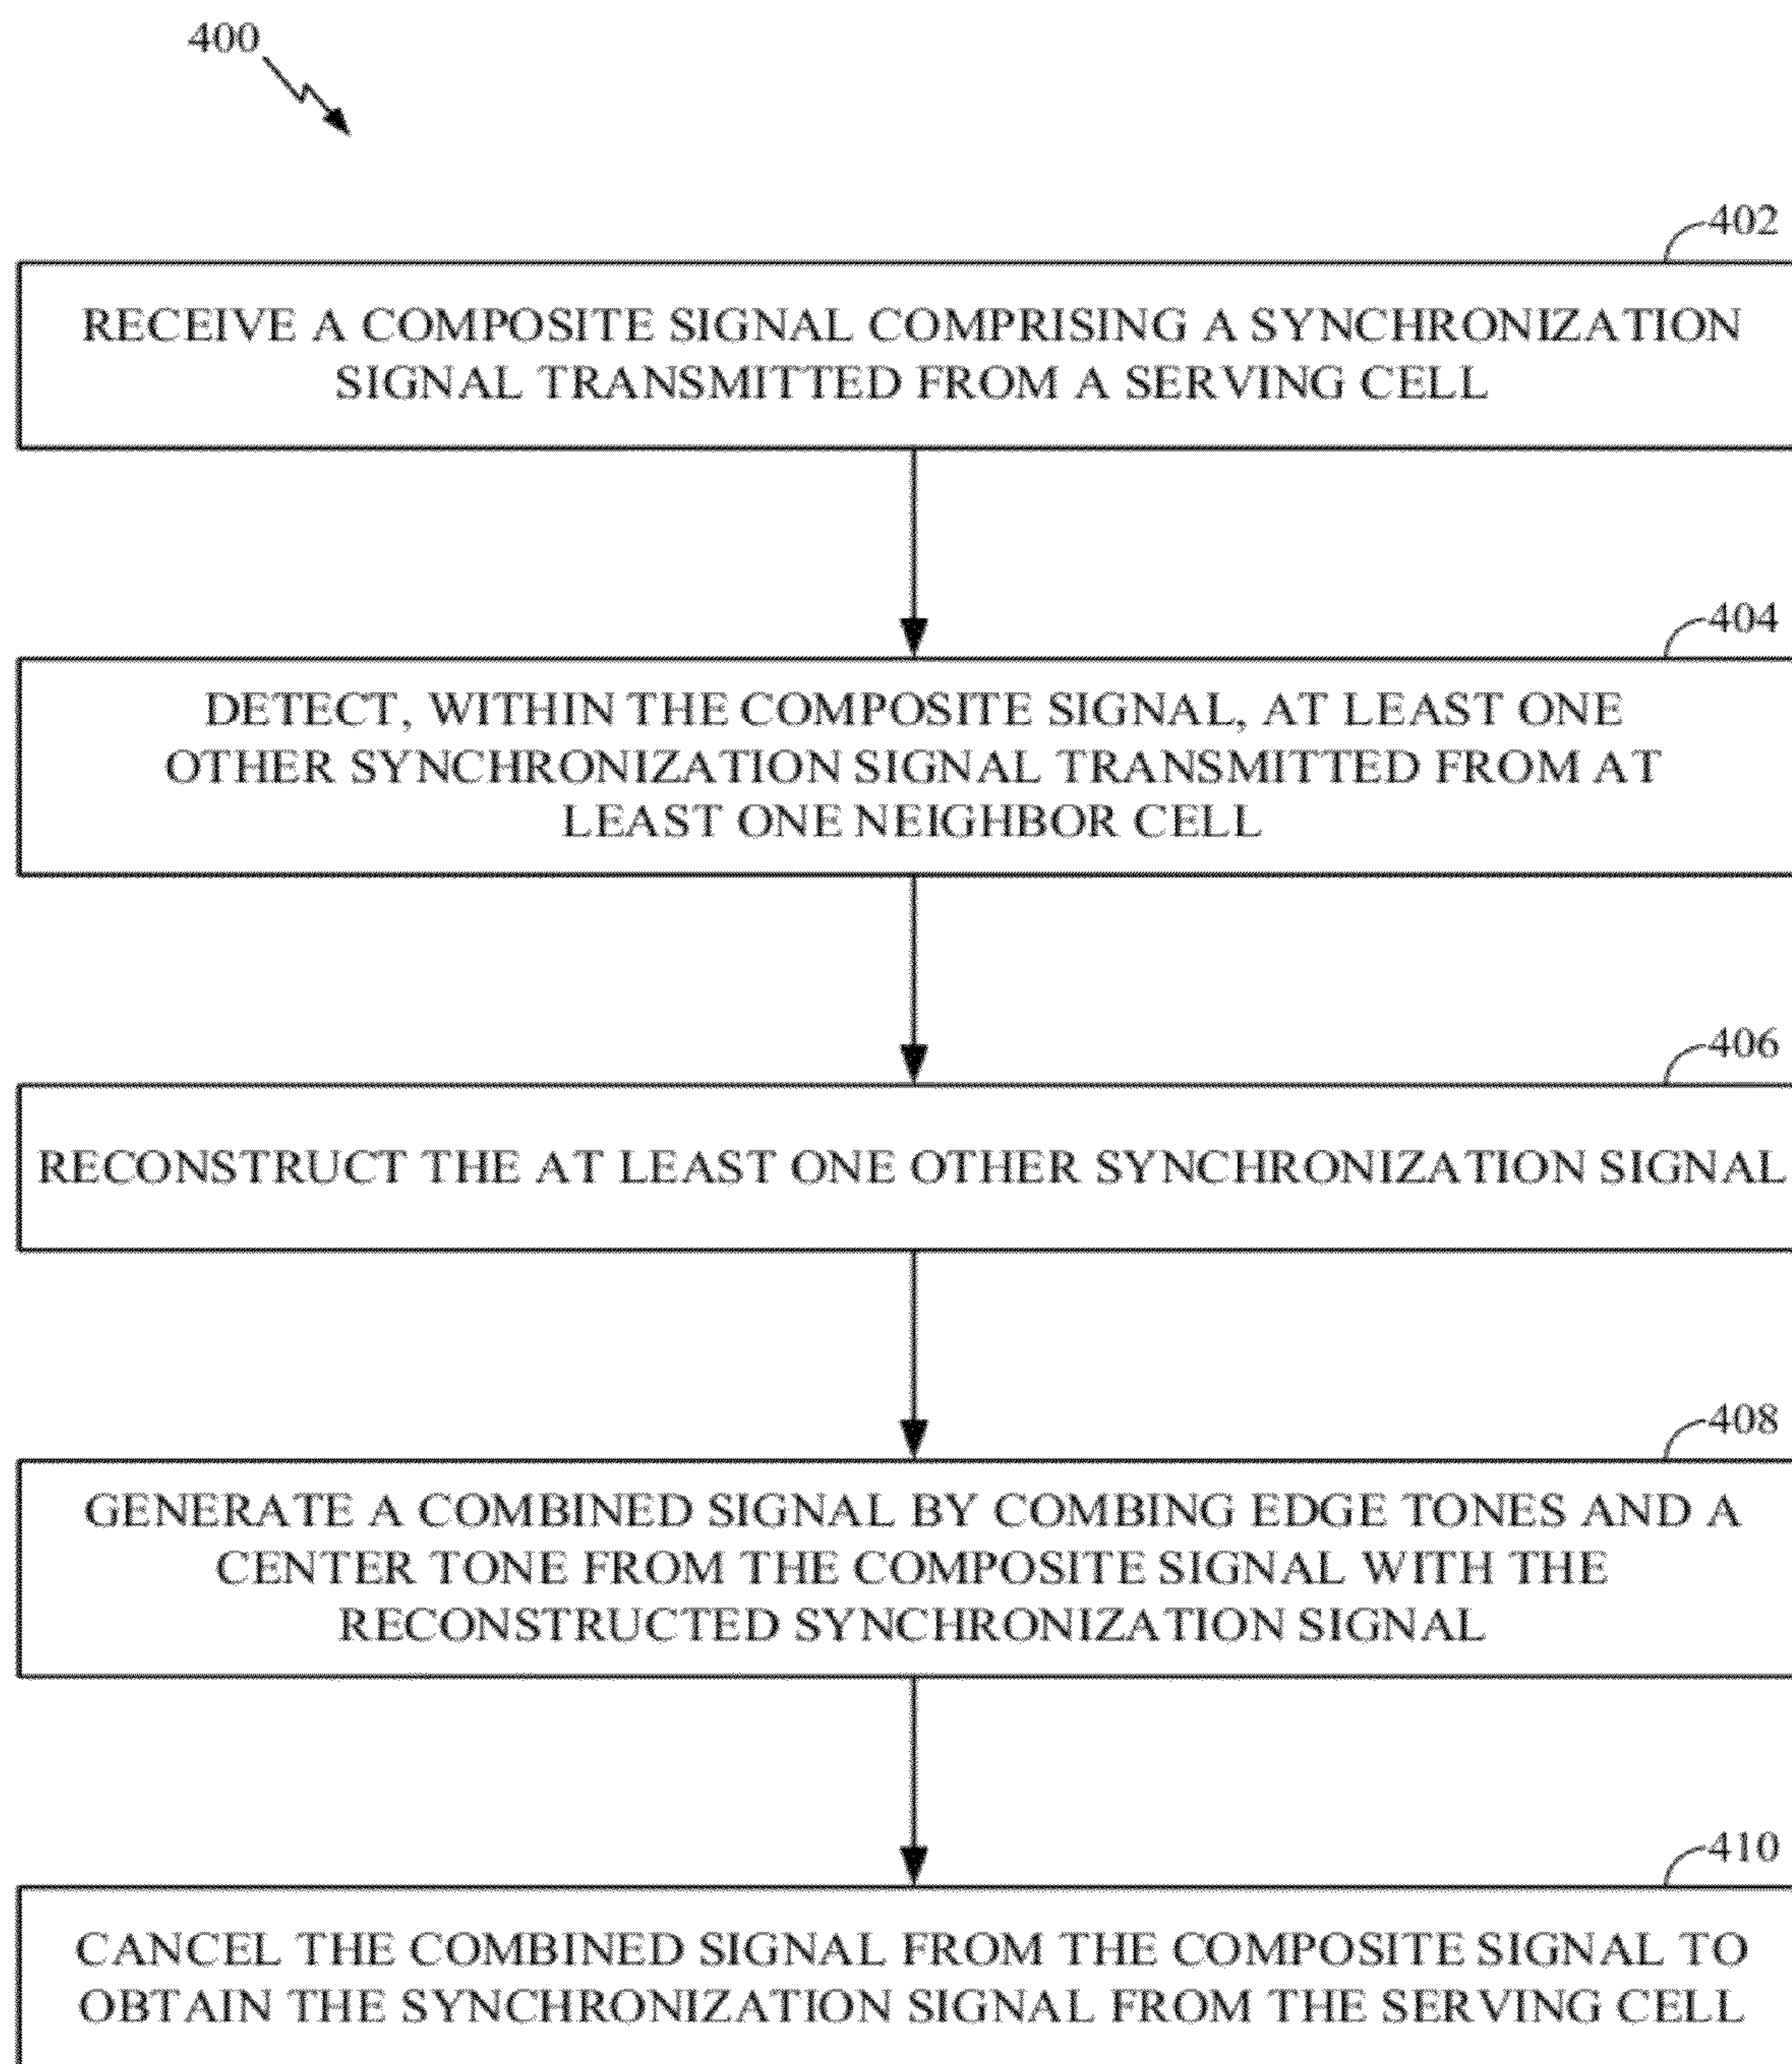 400
402
RECEIVE A COMPOSITE SIGNAL COMPRISING A SYNCHRONIZATION
SIGNAL TRANSMITTED FROM A SERVING CELL
404
DETECT, WITHIN THE COMPOSITE SIGNAL, AT LEAST ONE
OTHER SYNCHRONIZATION SIGNAL TRANSMITTED FROM AT
LEAST ONE NEIGHBOR CELL
406
RECONSTRUCT THE AT LEAST ONE OTHER SYNCHRONIZATION SIGNAL
408
GENERATE A COMBINED SIGNAL BY COMBING EDGE TONES AND A
CENTER TONE FROM THE COMPOSITE SIGNAL WITH THE
RECONSTRUCTED SYNCHRONIZATION SIGNAL
410
CANCEL THE COMBINED SIGNAL FROM THE COMPOSITE SIGNAL TO
OBTAIN THE SYNCHRONIZATION SIGNAL FROM THE SERVING CELL